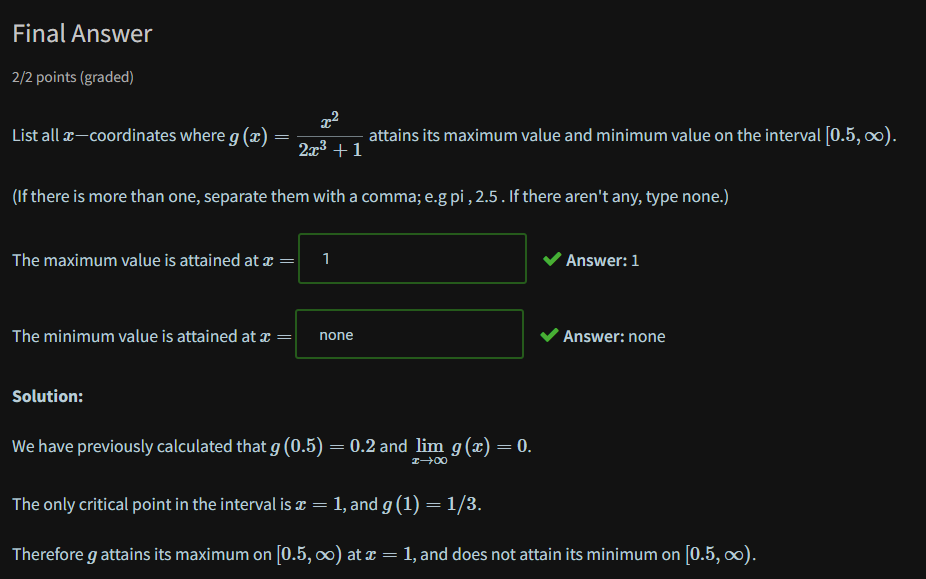 Final Answer
2/2 points (graded)
List all x−coordinates where g (x) = x²/(2x³ + 1) attains its maximum value and minimum value on the interval [0.5, ∞).
(If there is more than one, separate them with a comma; e.g pi , 2.5 . If there aren't any, type none.)
The maximum value is attained at x = 1 ✔ Answer: 1
The minimum value is attained at x = none ✔ Answer: none
Solution:
We have previously calculated that g (0.5) = 0.2 and lim x→∞ g (x) = 0.
The only critical point in the interval is x = 1, and g (1) = 1/3.
Therefore g attains its maximum on [0.5, ∞) at x = 1, and does not attain its minimum on [0.5, ∞).